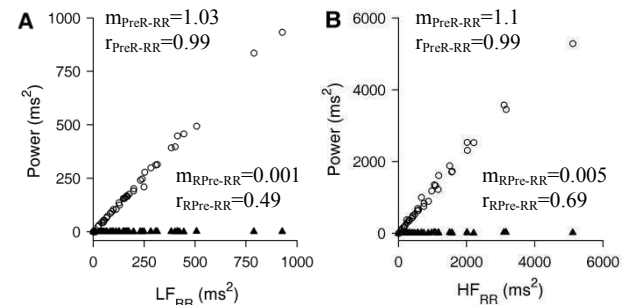 A
m_PreR-RR=1.03
r_PreR-RR=0.99
1000
750
500
250
0
Power (ms²)
m_RPre-RR=0.001
r_RPre-RR=0.49
0 250 500 750 1000
LF_RR (ms²)
B
m_PreR-RR=1.1
r_PreR-RR=0.99
6000
4000
2000
0
Power (ms²)
m_RPre-RR=0.005
r_RPre-RR=0.69
0 2000 4000 6000
HF_RR (ms²)